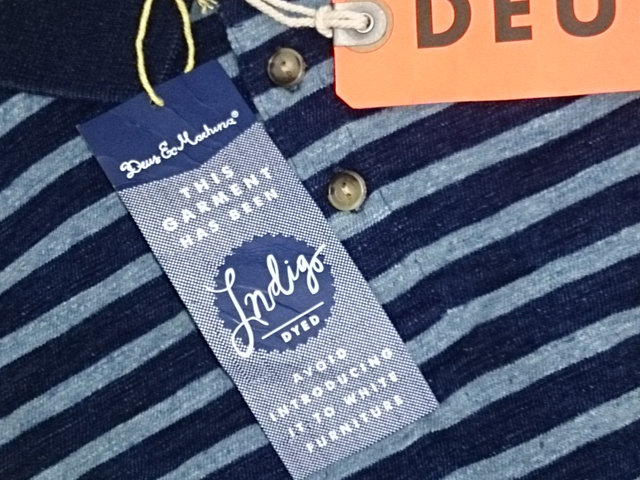 DEU
Deus Ex Machina®
THIS
GARMENT
HAS BEEN
Indigo
DYED
AVOID
INTRODUCING
IT TO WHITE
FURNITURE